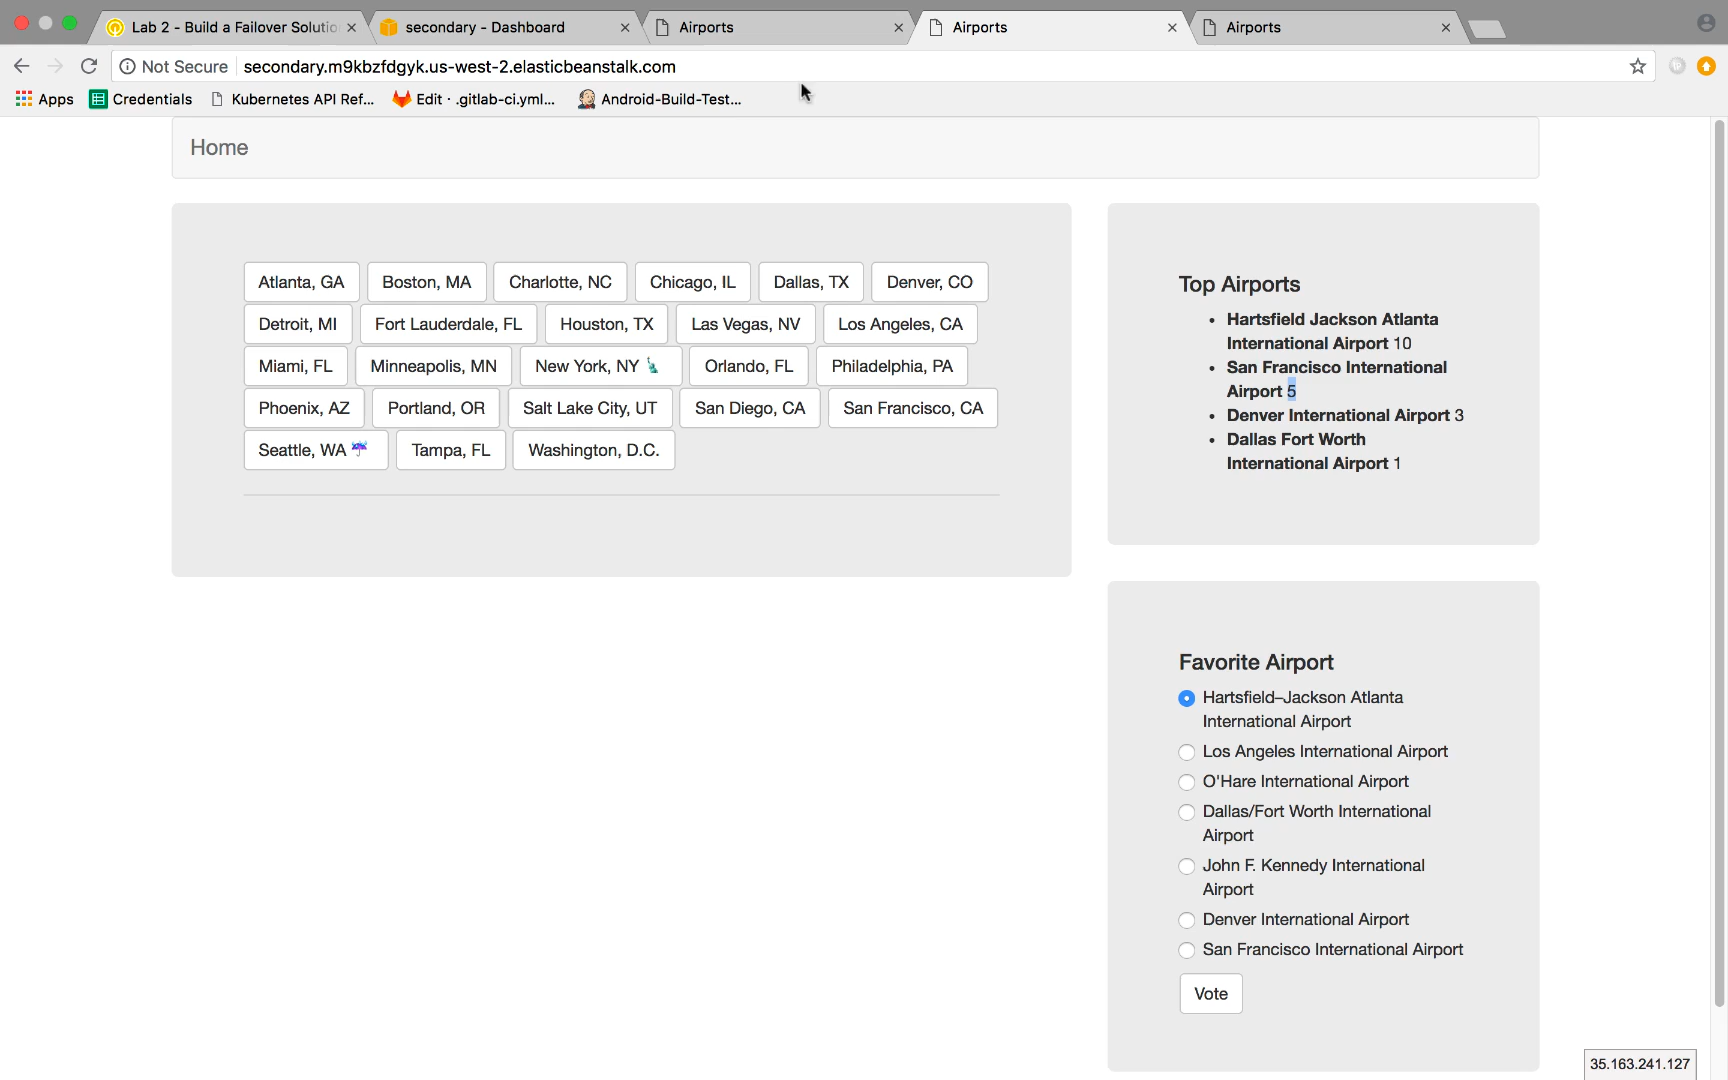 Lab 2 - Build a Failover Solutio
secondary - Dashboard
Airports
Airports
Airports
Not Secure
secondary.m9kbzfdgyk.us-west-2.elasticbeanstalk.com
Apps
Credentials
Kubernetes API Ref...
Edit · .gitlab-ci.yml...
Android-Build-Test...
Home
Atlanta, GA
Boston, MA
Charlotte, NC
Chicago, IL
Dallas, TX
Denver, CO
Detroit, MI
Fort Lauderdale, FL
Houston, TX
Las Vegas, NV
Los Angeles, CA
Miami, FL
Minneapolis, MN
New York, NY 🗽
Orlando, FL
Philadelphia, PA
Phoenix, AZ
Portland, OR
Salt Lake City, UT
San Diego, CA
San Francisco, CA
Seattle, WA ☔
Tampa, FL
Washington, D.C.
Top Airports
• Hartsfield Jackson Atlanta
International Airport 10
• San Francisco International
Airport 5
• Denver International Airport 3
• Dallas Fort Worth
International Airport 1
Favorite Airport
Hartsfield–Jackson Atlanta
International Airport
Los Angeles International Airport
O'Hare International Airport
Dallas/Fort Worth International
Airport
John F. Kennedy International
Airport
Denver International Airport
San Francisco International Airport
Vote
35.163.241.127